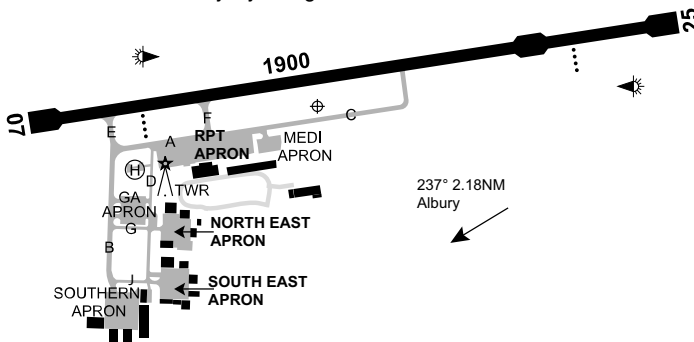 25
1900
07
E
F
C
A
RPT
APRON
MEDI
APRON
H
D
TWR
GA
APRON
G
B
NORTH EAST
APRON
J
SOUTH EAST
APRON
SOUTHERN
APRON
237° 2.18NM
Albury